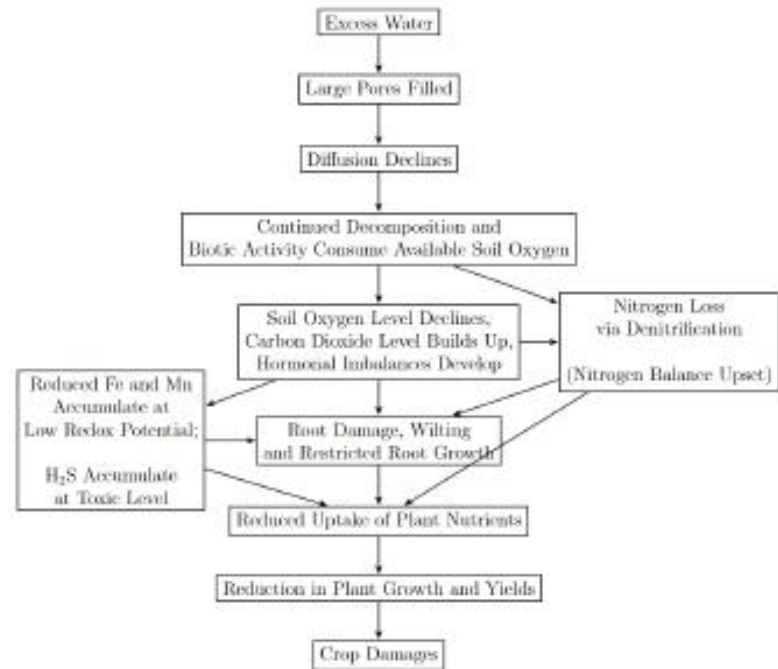 Excess Water
Large Pores Filled
Diffusion Declines
Continued Decomposition and
Biotic Activity Consume Available Soil Oxygen
Soil Oxygen Level Declines,
Carbon Dioxide Level Builds Up,
Hormonal Imbalances Develop
Nitrogen Loss
via Denitrification
(Nitrogen Balance Upset)
Reduced Fe and Mn
Accumulate at
Low Redox Potential;
H₂S Accumulate
at Toxic Level
Root Damage, Wilting
and Restricted Root Growth
Reduced Uptake of Plant Nutrients
Reduction in Plant Growth and Yields
Crop Damages